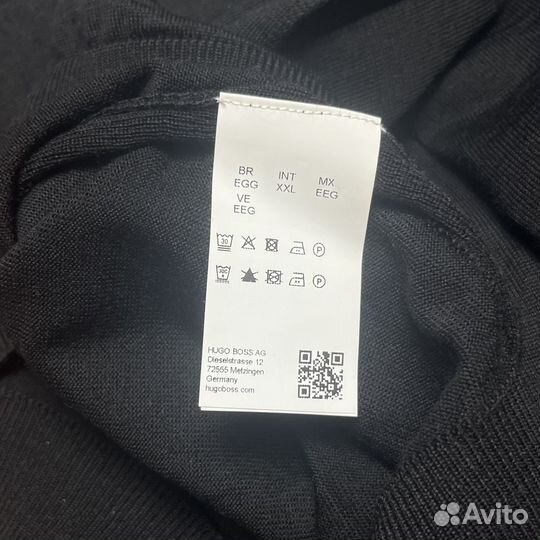 BR INT MX
EGG XXL EEG
VE
EEG
30 P
30C P
HUGO BOSS AG
Dieselstrasse 12
72555 Metzingen
Germany
hugoboss.com
Avito